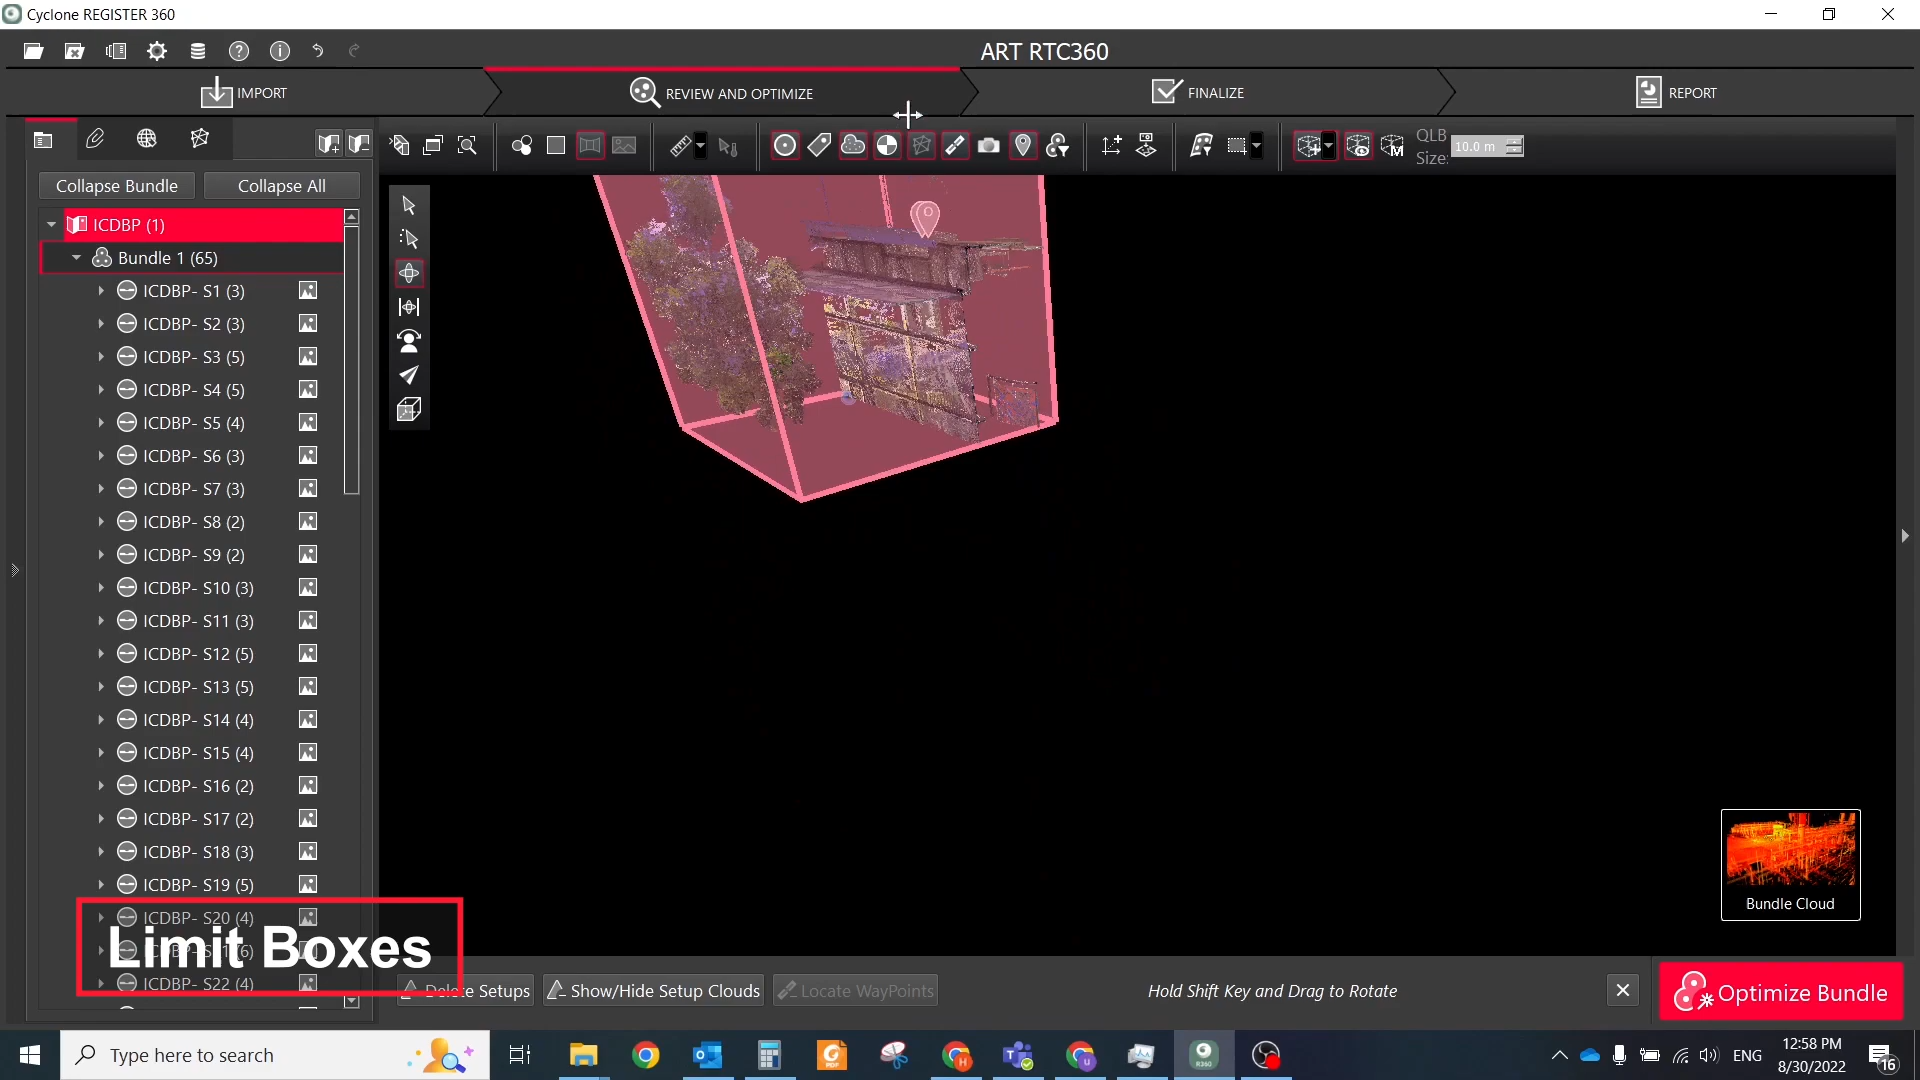 Cyclone REGISTER 360
ART RTC360
IMPORT
REVIEW AND OPTIMIZE
FINALIZE
REPORT
QLB
Size:
10.0 m
Collapse Bundle
Collapse All
ICDBP (1)
Bundle 1 (65)
ICDBP- S1 (3)
ICDBP- S2 (3)
ICDBP- S3 (5)
ICDBP- S4 (5)
ICDBP- S5 (4)
ICDBP- S6 (3)
ICDBP- S7 (3)
ICDBP- S8 (2)
ICDBP- S9 (2)
ICDBP- S10 (3)
ICDBP- S11 (3)
ICDBP- S12 (5)
ICDBP- S13 (5)
ICDBP- S14 (4)
ICDBP- S15 (4)
ICDBP- S16 (2)
ICDBP- S17 (2)
ICDBP- S18 (3)
ICDBP- S19 (5)
ICDBP- S20 (4)
Limit Boxes
ICDBP- S22 (4)
Bundle Cloud
Delete Setups
Show/Hide Setup Clouds
Locate WayPoints
Hold Shift Key and Drag to Rotate
Optimize Bundle
Type here to search
ENG
12:58 PM
8/30/2022
16